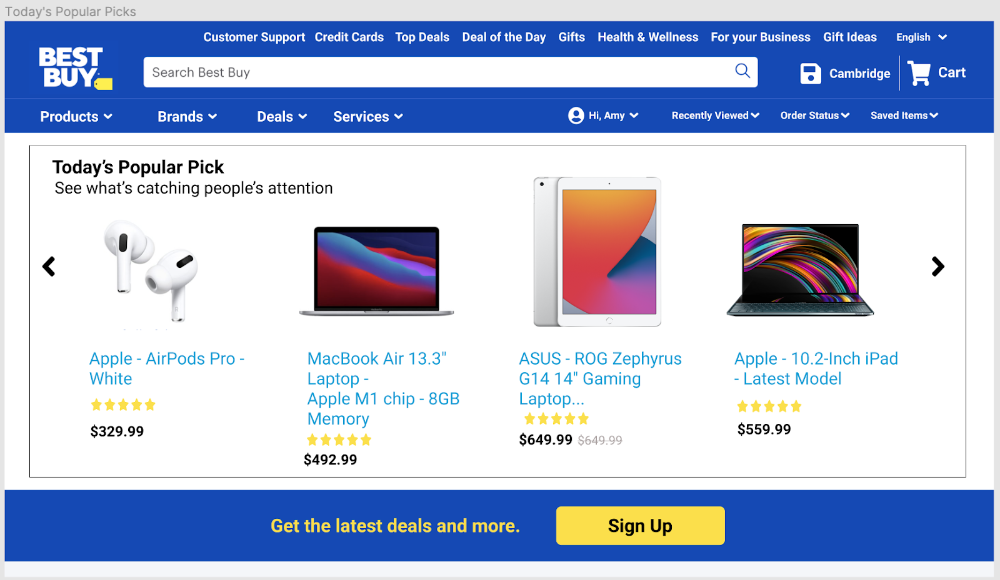 Today's Popular Picks
Customer Support Credit Cards Top Deals Deal of the Day Gifts Health & Wellness For your Business Gift Ideas English
BEST
BUY
Search Best Buy
Cambridge
Cart
Products Brands Deals Services Hi, Amy Recently Viewed Order Status Saved Items
Today’s Popular Pick
See what’s catching people’s attention
Apple - AirPods Pro -
White
$329.99
MacBook Air 13.3"
Laptop -
Apple M1 chip - 8GB
Memory
$492.99
ASUS - ROG Zephyrus
G14 14" Gaming
Laptop...
$649.99 $649.99
Apple - 10.2-Inch iPad
- Latest Model
$559.99
Get the latest deals and more.
Sign Up